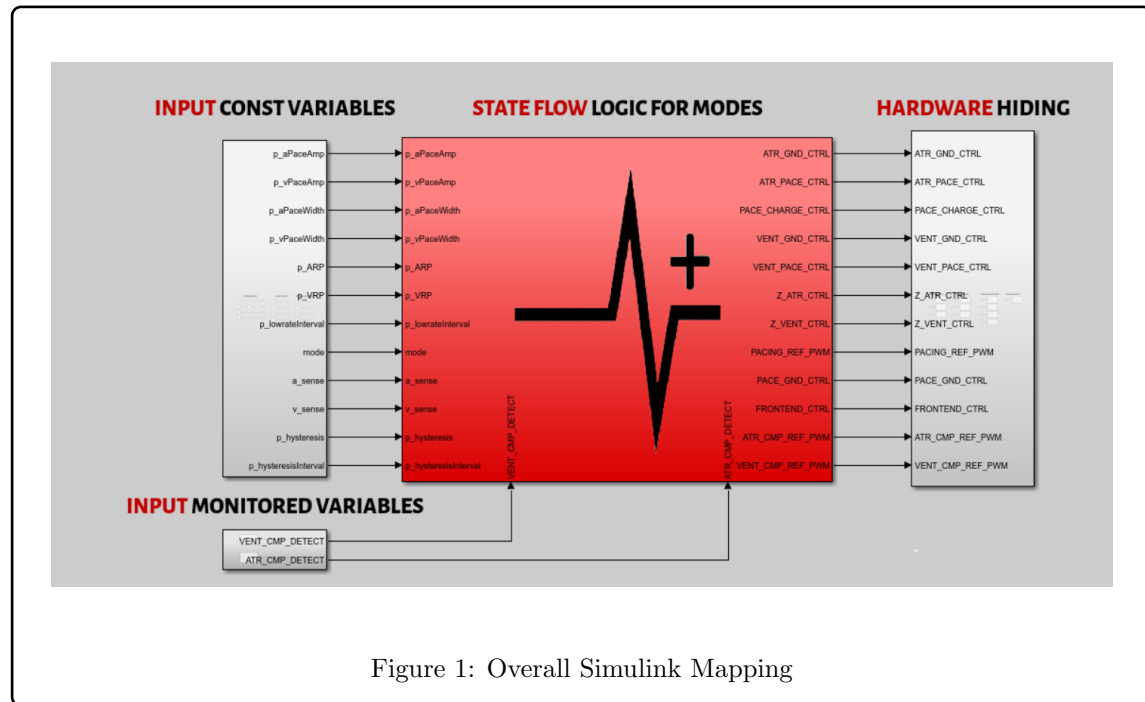 INPUT CONST VARIABLES
STATE FLOW LOGIC FOR MODES
HARDWARE HIDING
p_aPaceAmp
p_vPaceAmp
p_aPaceWidth
p_vPaceWidth
p_ARP
p_VRP
p_lowrateInterval
mode
a_sense
v_sense
p_hysteresis
p_hysteresisInterval
p_aPaceAmp
p_vPaceAmp
p_aPaceWidth
p_vPaceWidth
p_ARP
p_VRP
p_lowrateInterval
mode
a_sense
v_sense
p_hysteresis
p_hysteresisInterval
VENT_CMP_DETECT
ATR_CMP_DETECT
ATR_GND_CTRL
ATR_PACE_CTRL
PACE_CHARGE_CTRL
VENT_GND_CTRL
VENT_PACE_CTRL
Z_ATR_CTRL
Z_VENT_CTRL
PACING_REF_PWM
PACE_GND_CTRL
FRONTEND_CTRL
ATR_CMP_REF_PWM
VENT_CMP_REF_PWM
ATR_GND_CTRL
ATR_PACE_CTRL
PACE_CHARGE_CTRL
VENT_GND_CTRL
VENT_PACE_CTRL
Z_ATR_CTRL
Z_VENT_CTRL
PACING_REF_PWM
PACE_GND_CTRL
FRONTEND_CTRL
ATR_CMP_REF_PWM
VENT_CMP_REF_PWM
INPUT MONITORED VARIABLES
VENT_CMP_DETECT
ATR_CMP_DETECT
Figure 1: Overall Simulink Mapping